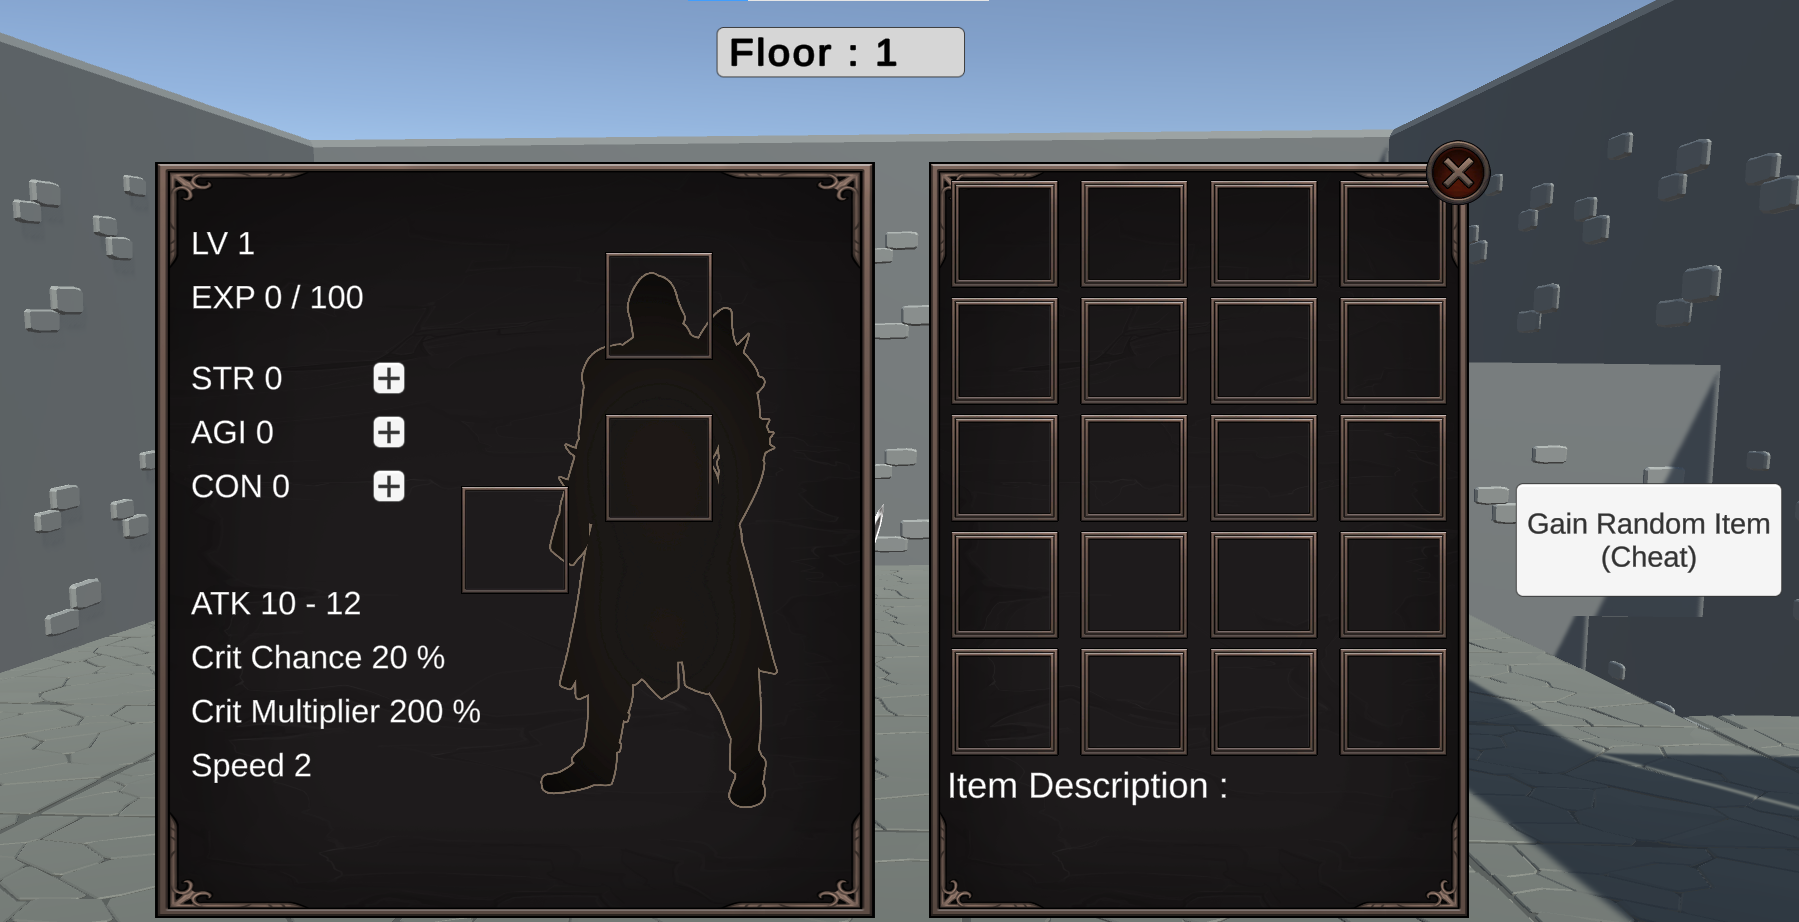 Floor : 1
LV 1
EXP 0 / 100
STR 0
AGI 0
CON 0
ATK 10 - 12
Crit Chance 20 %
Crit Multiplier 200 %
Speed 2
Item Description :
Gain Random Item
(Cheat)